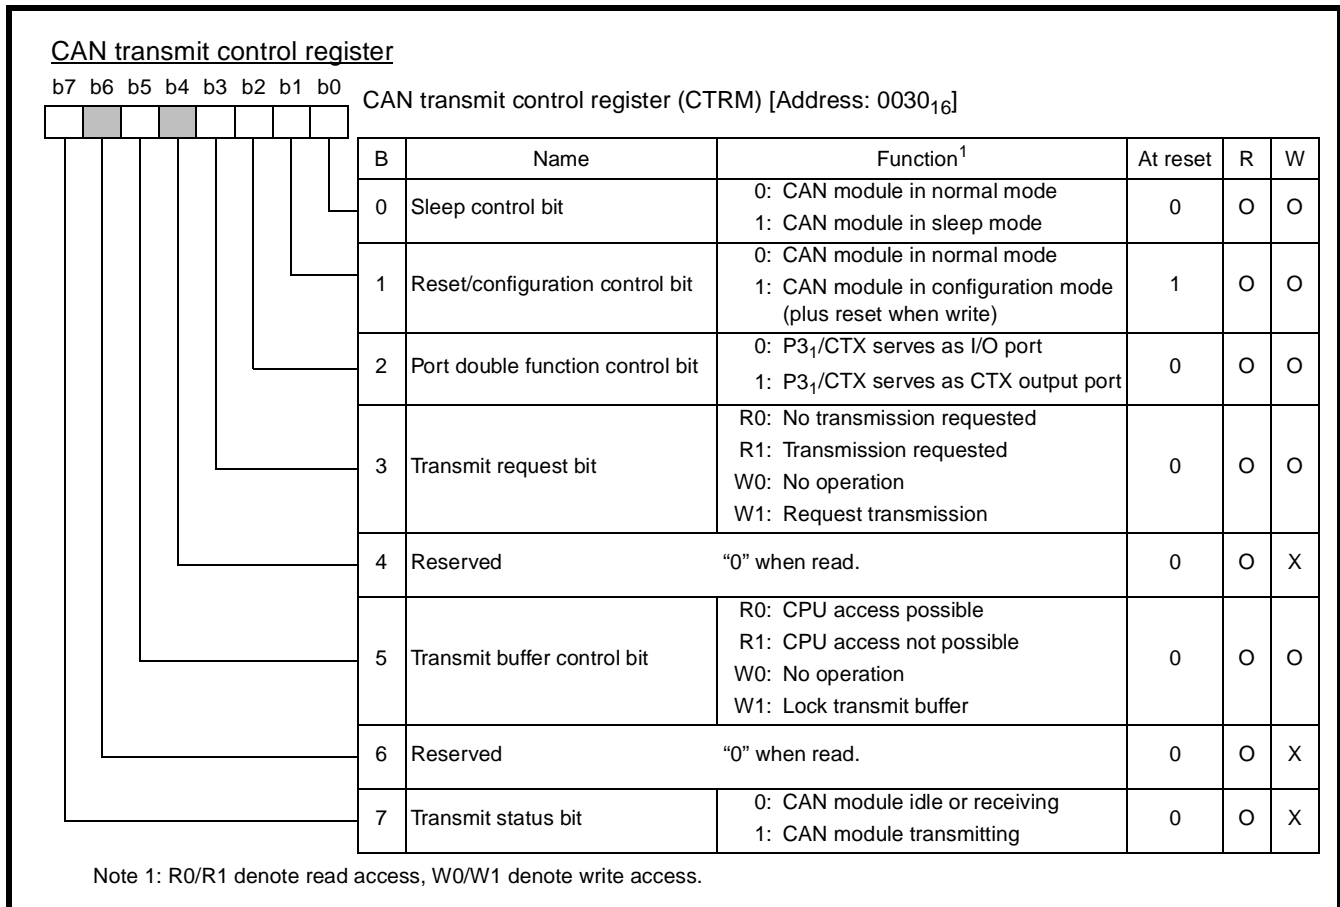 CAN transmit control register
b7 b6 b5 b4 b3 b2 b1 b0
CAN transmit control register (CTRM) [Address: 0030₁₆]
B Name Function¹ At reset R W
0 Sleep control bit 0: CAN module in normal mode
1: CAN module in sleep mode 0 O O
1 Reset/configuration control bit 0: CAN module in normal mode
1: CAN module in configuration mode
(plus reset when write) 1 O O
2 Port double function control bit 0: P3₁/CTX serves as I/O port
1: P3₁/CTX serves as CTX output port 0 O O
3 Transmit request bit R0: No transmission requested
R1: Transmission requested
W0: No operation
W1: Request transmission 0 O O
4 Reserved “0” when read. 0 O X
5 Transmit buffer control bit R0: CPU access possible
R1: CPU access not possible
W0: No operation
W1: Lock transmit buffer 0 O O
6 Reserved “0” when read. 0 O X
7 Transmit status bit 0: CAN module idle or receiving
1: CAN module transmitting 0 O X
Note 1: R0/R1 denote read access, W0/W1 denote write access.